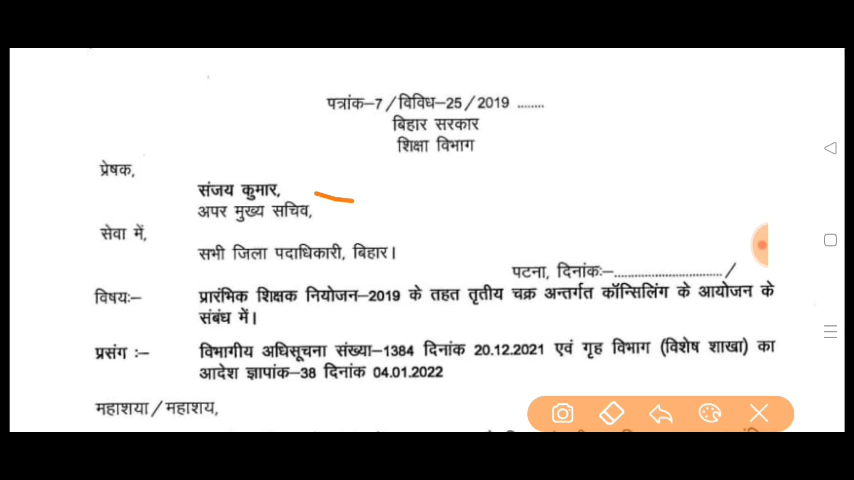 पत्रांक–7 / विविध–25 / 2019 ........
बिहार सरकार
शिक्षा विभाग
प्रेषक,
संजय कुमार,
अपर मुख्य सचिव,
सेवा में,
सभी जिला पदाधिकारी, बिहार।
पटना, दिनांकः–............................... /
विषयः– प्रारंभिक शिक्षक नियोजन–2019 के तहत तृतीय चक्र अन्तर्गत कॉन्सिलिंग के आयोजन के
संबंध में।
प्रसंग :– विभागीय अधिसूचना संख्या–1384 दिनांक 20.12.2021 एवं गृह विभाग (विशेष शाखा) का
आदेश ज्ञापांक–38 दिनांक 04.01.2022
महाशया / महाशय,